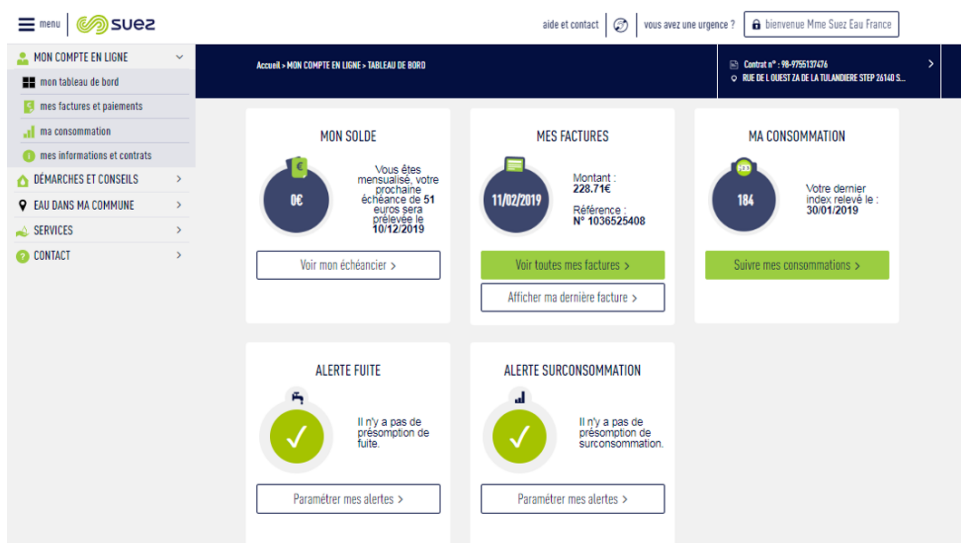 menu
suez
aide et contact
vous avez une urgence ?
bienvenue Mme Suez Eau France
MON COMPTE EN LIGNE
mon tableau de bord
mes factures et paiements
ma consommation
mes informations et contrats
DÉMARCHES ET CONSEILS
EAU DANS MA COMMUNE
SERVICES
CONTACT
Accueil > MON COMPTE EN LIGNE > TABLEAU DE BORD
Contrat n° : 98-9755137476
RUE DE L OUEST ZA DE LA TULANDIERE STEP 26140 S...
MON SOLDE
€
0€
Vous êtes
mensualisé, votre
prochaine
échéance de 51
euros sera
prélevée le
10/12/2019
Voir mon échéancier >
MES FACTURES
11/02/2019
Montant :
228.71€
Référence :
N° 1036525408
Voir toutes mes factures >
Afficher ma dernière facture >
MA CONSOMMATION
184
Votre dernier
index relevé le :
30/01/2019
Suivre mes consommations >
ALERTE FUITE
Il n'y a pas de
présomption de
fuite.
Paramétrer mes alertes >
ALERTE SURCONSOMMATION
Il n'y a pas de
présomption de
surconsommation.
Paramétrer mes alertes >